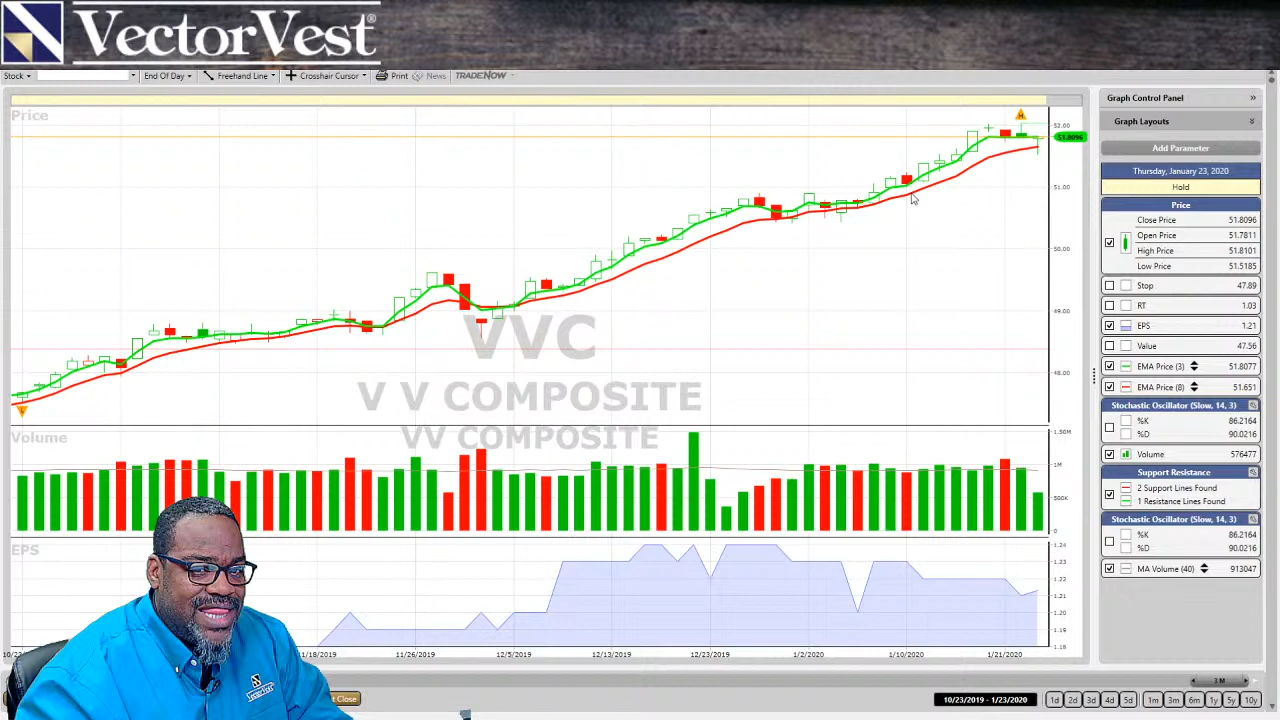 VectorVest®
Stock End Of Day Freehand Line Crosshair Cursor Print News TRADENOW
Price
52.00
51.8096
51.00
50.00
49.00
48.00
VVC
V V COMPOSITE
VV COMPOSITE
Volume
1.50M
1M
500K
0
EPS
1.24
1.23
1.22
1.21
1.20
1.19
1.18
11/18/2019 11/26/2019 12/5/2019 12/13/2019 12/23/2019 1/2/2020 1/10/2020 1/21/2020
Close
10/23/2019 - 1/23/2020
1d 2d 3d 4d 5d 1m 3m 6m 1y 5y 10y
3 M
Graph Control Panel
Graph Layouts
Add Parameter
Thursday, January 23, 2020
Hold
Price
Close Price 51.8096
Open Price 51.7811
High Price 51.8101
Low Price 51.5185
Stop 47.89
RT 1.03
EPS 1.21
Value 47.56
EMA Price (3) 51.8077
EMA Price (8) 51.651
Stochastic Oscillator (Slow, 14, 3)
%K 86.2164
%D 90.0216
Volume 576477
Support Resistance
2 Support Lines Found
1 Resistance Lines Found
Stochastic Oscillator (Slow, 14, 3)
%K 86.2164
%D 90.0216
MA Volume (40) 913047
H
L
VectorVest